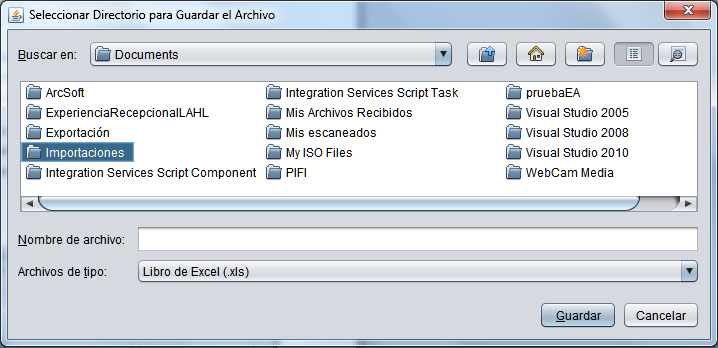 Seleccionar Directorio para Guardar el Archivo
Buscar en: Documents
ArcSoft
ExperienciaRecepcionalLAHL
Exportación
Importaciones
Integration Services Script Component
Integration Services Script Task
Mis Archivos Recibidos
Mis escaneados
My ISO Files
PIFI
pruebaEA
Visual Studio 2005
Visual Studio 2008
Visual Studio 2010
WebCam Media
Nombre de archivo:
Archivos de tipo: Libro de Excel (.xls)
Guardar Cancelar